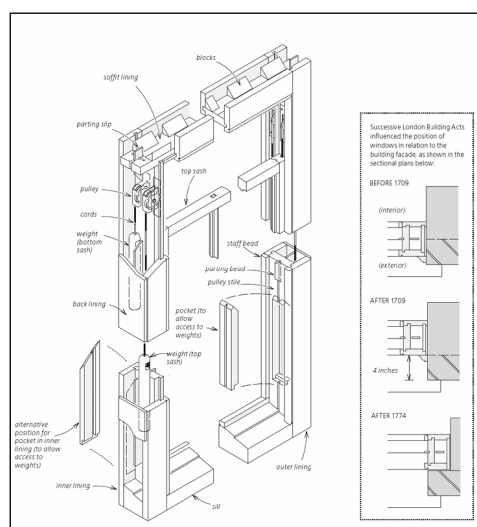 blocks
soffit lining
parting slip
top sash
pulley
cords
weight
(bottom
sash)
back lining
staff bead
parting bead
pulley stile
pocket (to
allow
access to
weights)
weight (top
sash)
alternative
position for
pocket in inner
lining (to allow
access to
weights)
inner lining
sill
outer lining
Successive London Building Acts
influenced the position of
windows in relation to the
building facade, as shown in the
sectional plans below:
BEFORE 1709
(interior)
(exterior)
AFTER 1709
4 inches
AFTER 1774